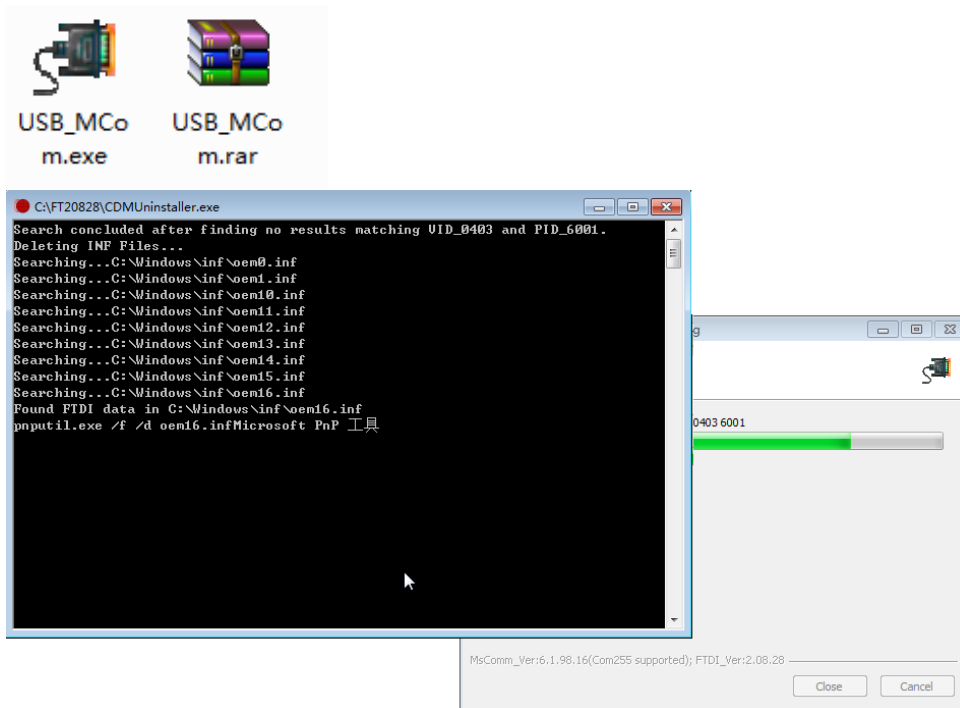 USB_MCo
m.exe
USB_MCo
m.rar
C:\FT20828\CDMUninstaller.exe
Search concluded after finding no results matching VID_0403 and PID_6001.
Deleting INF Files...
Searching...C:\Windows\inf\oem0.inf
Searching...C:\Windows\inf\oem1.inf
Searching...C:\Windows\inf\oem10.inf
Searching...C:\Windows\inf\oem11.inf
Searching...C:\Windows\inf\oem12.inf
Searching...C:\Windows\inf\oem13.inf
Searching...C:\Windows\inf\oem14.inf
Searching...C:\Windows\inf\oem15.inf
Searching...C:\Windows\inf\oem16.inf
Found FTDI data in C:\Windows\inf\oem16.inf
pnputil.exe /f /d oem16.infMicrosoft PnP 工具
g
0403 6001
MsComm_Ver:6.1.98.16(Com255 supported); FTDI_Ver:2.08.28
Close
Cancel